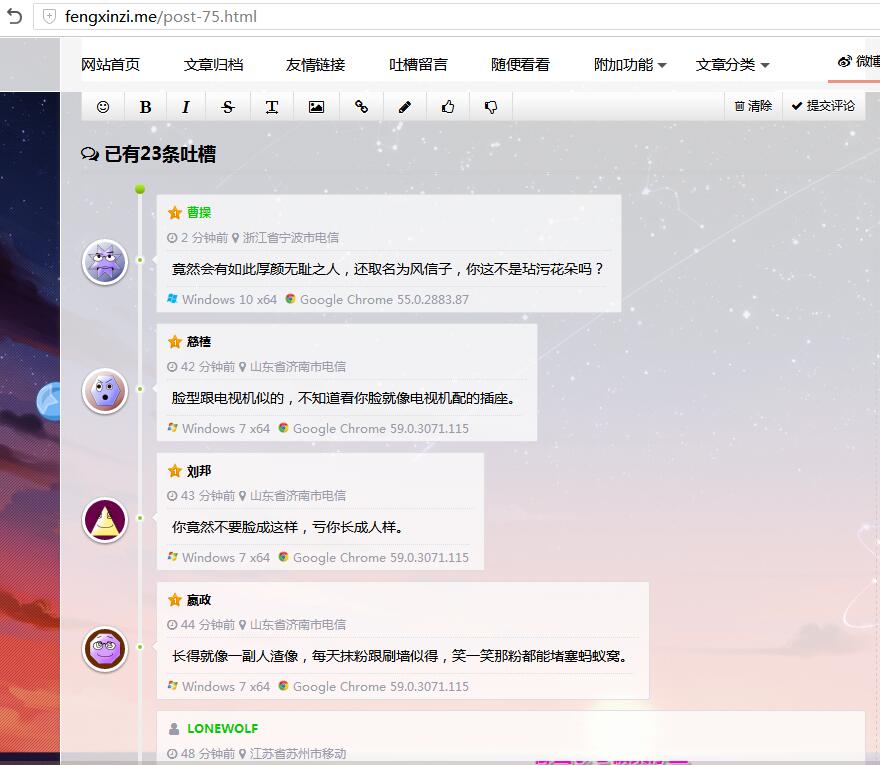 fengxinzi.me/post-75.html
网站首页 文章归档 友情链接 吐槽留言 随便看看 附加功能 文章分类 微博
B I S T 清除 提交评论
已有23条吐槽
曹操
2 分钟前 浙江省宁波市电信
竟然会有如此厚颜无耻之人，还取名为风信子，你这不是玷污花朵吗？
Windows 10 x64 Google Chrome 55.0.2883.87
慈禧
42 分钟前 山东省济南市电信
脸型跟电视机似的，不知道看你脸就像电视机配的插座。
Windows 7 x64 Google Chrome 59.0.3071.115
刘邦
43 分钟前 山东省济南市电信
你竟然不要脸成这样，亏你长成人样。
Windows 7 x64 Google Chrome 59.0.3071.115
嬴政
44 分钟前 山东省济南市电信
长得就像一副人渣像，每天抹粉跟刷墙似得，笑一笑那粉都能堵塞蚂蚁窝。
Windows 7 x64 Google Chrome 59.0.3071.115
LONEWOLF
48 分钟前 江苏省苏州市移动